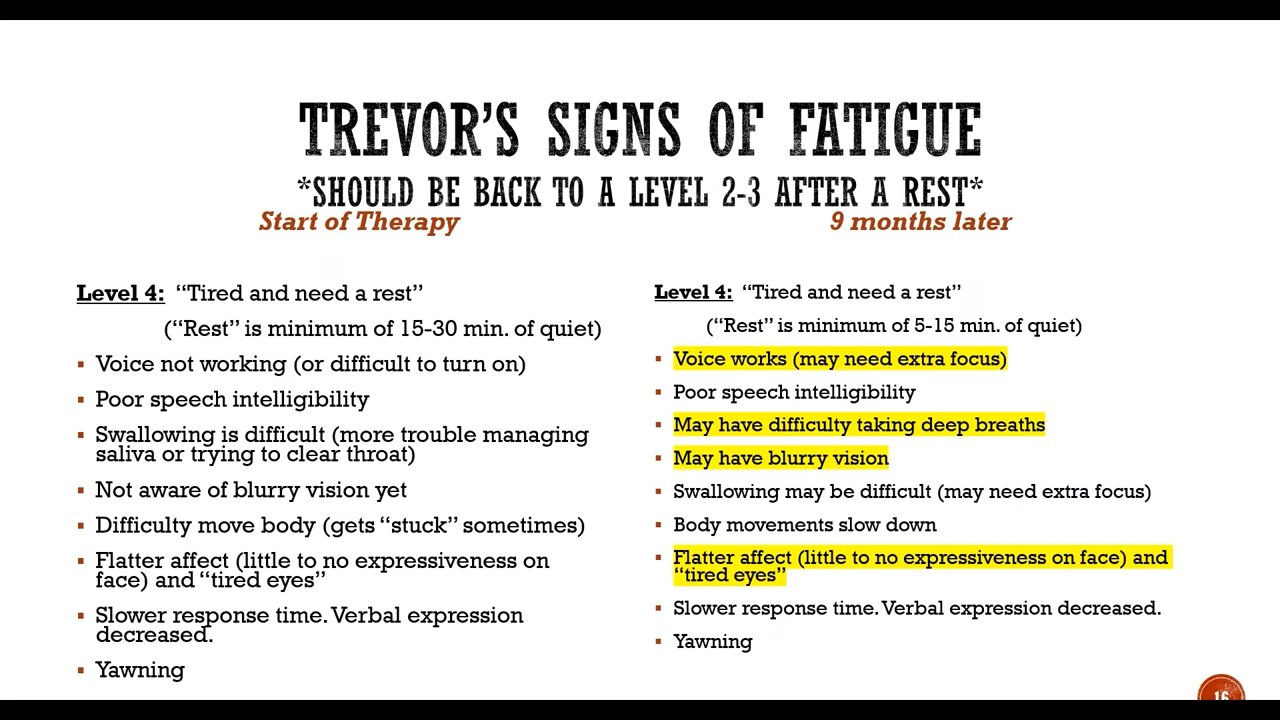 TREVOR'S SIGNS OF FATIGUE
*SHOULD BE BACK TO A LEVEL 2-3 AFTER A REST*
Start of Therapy
Level 4: “Tired and need a rest”
(“Rest” is minimum of 15-30 min. of quiet)
▪ Voice not working (or difficult to turn on)
▪ Poor speech intelligibility
▪ Swallowing is difficult (more trouble managing
saliva or trying to clear throat)
▪ Not aware of blurry vision yet
▪ Difficulty move body (gets “stuck” sometimes)
▪ Flatter affect (little to no expressiveness on
face) and “tired eyes”
▪ Slower response time. Verbal expression
decreased.
▪ Yawning
9 months later
Level 4: “Tired and need a rest”
(“Rest” is minimum of 5-15 min. of quiet)
▪ Voice works (may need extra focus)
▪ Poor speech intelligibility
▪ May have difficulty taking deep breaths
▪ May have blurry vision
▪ Swallowing may be difficult (may need extra focus)
▪ Body movements slow down
▪ Flatter affect (little to no expressiveness on face) and
“tired eyes”
▪ Slower response time. Verbal expression decreased.
▪ Yawning
16